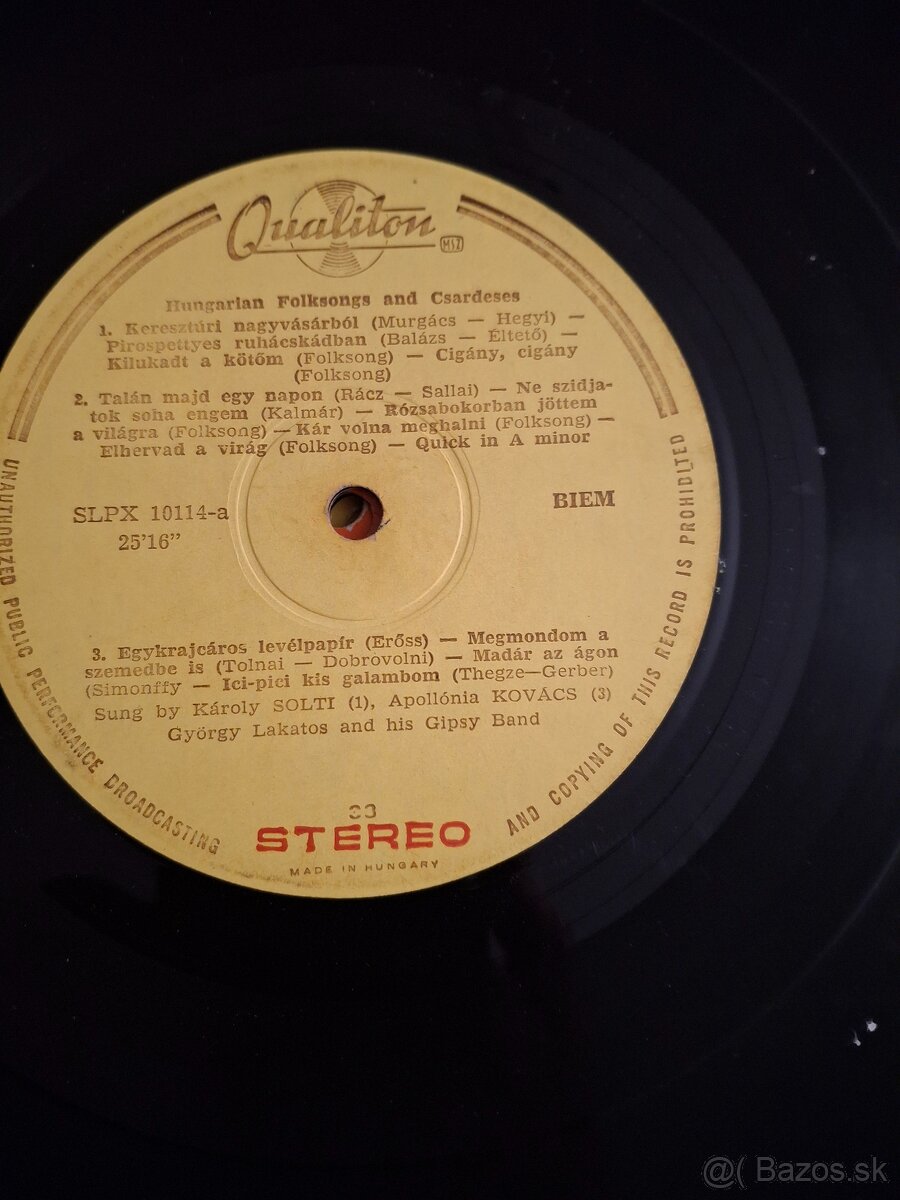 Qualiton
MSZ
Hungarian Folksongs and Csardeses
1. Keresztúri nagyvásárból (Murgács — Hegyi) —
Pirospettyes ruhácskádban (Balázs — Éltető) —
Kilukadt a kötőm (Folksong) — Cigány, cigány
(Folksong)
2. Talán majd egy napon (Rácz — Sallai) — Ne szidja-
tok soha engem (Kalmár) — Rózsabokorban jöttem
a világra (Folksong) — Kár volna meghalni (Folksong) —
Elhervad a virág (Folksong) — Quick in A minor
SLPX 10114-a
25'16”
BIEM
3. Egykrajcáros levélpapír (Erőss) — Megmondom a
szemedbe is (Tolnai — Dobrovolni) — Madár az ágon
(Simonffy — Ici-pici kis galambom (Thegze—Gerber)
Sung by Károly SOLTI (1), Apollónia KOVÁCS (3)
György Lakatos and his Gipsy Band
33
STEREO
MADE IN HUNGARY
UNAUTHORIZED PUBLIC PERFORMANCE BROADCASTING
AND COPYING OF THIS RECORD IS PROHIBITED
@( Bazos.sk